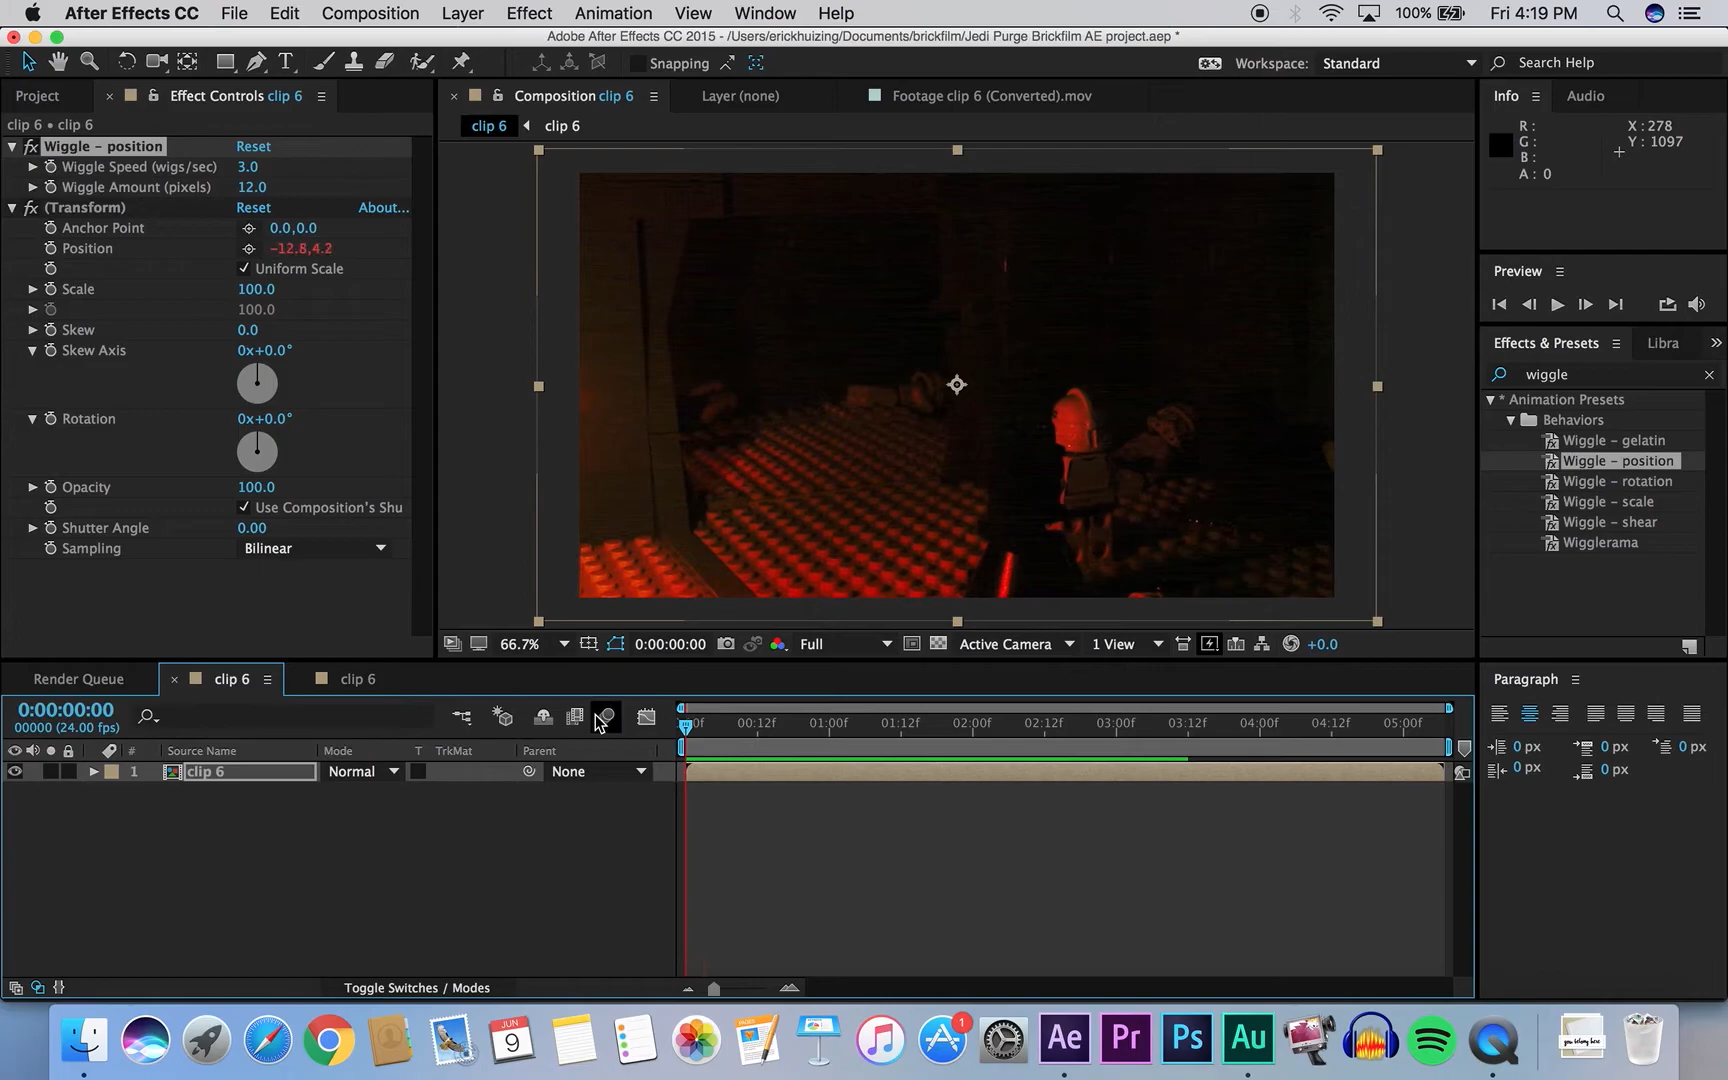 After Effects CC File Edit Composition Layer Effect Animation View Window Help 100% Fri 4:19 PM
Adobe After Effects CC 2015 - /Users/erickhuizing/Documents/brickfilm/Jedi Purge Brickfilm AE project.aep *
Snapping Workspace: Standard Search Help
Project Effect Controls clip 6 Composition clip 6 Layer (none) Footage clip 6 (Converted).mov Info Audio
clip 6 • clip 6 clip 6 clip 6
R: X: 278
G: Y: 1097
B:
A: 0
Wiggle - position Reset
Wiggle Speed (wigs/sec) 3.0
Wiggle Amount (pixels) 12.0
(Transform) Reset About...
Anchor Point 0.0,0.0
Position -12.8,4.2
Uniform Scale
Scale 100.0
100.0
Skew 0.0
Skew Axis 0x+0.0°
Rotation 0x+0.0°
Opacity 100.0
Use Composition's Shu
Shutter Angle 0.00
Sampling Bilinear
Preview
Effects & Presets Libra
wiggle
* Animation Presets
Behaviors
Wiggle - gelatin
Wiggle - position
Wiggle - rotation
Wiggle - scale
Wiggle - shear
Wigglerama
66.7% 0:00:00:00 Full Active Camera 1 View +0.0
Render Queue clip 6 clip 6 Paragraph
0:00:00:00
00000 (24.00 fps)
00:12f 01:00f 01:12f 02:00f 02:12f 03:00f 03:12f 04:00f 04:12f 05:00f
# Source Name Mode T TrkMat Parent
1 clip 6 Normal None
0 px 0 px 0 px
0 px 0 px
Toggle Switches / Modes
JUN
9
PAGES
1
Ae Pr Ps Au
you belong here